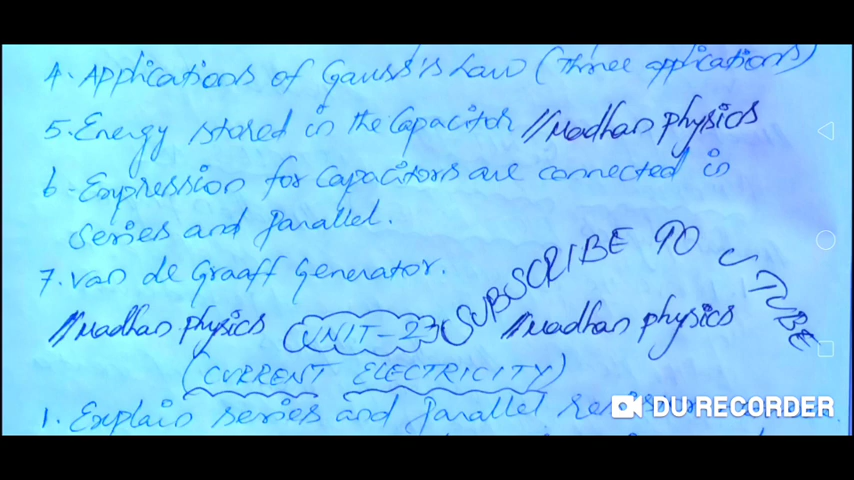 4. Applications of Gauss's Law (Three applications)
5. Energy stored in the Capacitor //Madhan physics
6. Expression for Capacitors are connected in
series and parallel.
7. Van de Graaff Generator.
SUBSCRIBE TO U TUBE
//Madhan physics UNIT-2 //Madhan physics
(CURRENT ELECTRICITY)
1. Explain series and parallel
DU RECORDER